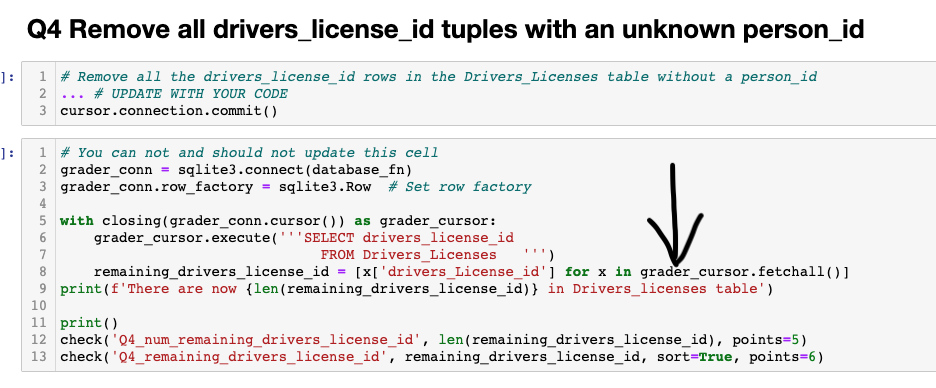 Q4 Remove all drivers_license_id tuples with an unknown person_id
]: 1 # Remove all the drivers_license_id rows in the Drivers_Licenses table without a person_id
2 ... # UPDATE WITH YOUR CODE
3 cursor.connection.commit()
]: 1 # You can not and should not update this cell
2 grader_conn = sqlite3.connect(database_fn)
3 grader_conn.row_factory = sqlite3.Row  # Set row factory
4
5 with closing(grader_conn.cursor()) as grader_cursor:
6     grader_cursor.execute('''SELECT drivers_license_id
7                                FROM Drivers_Licenses   ''')
8     remaining_drivers_license_id = [x['drivers_License_id'] for x in grader_cursor.fetchall()]
9 print(f'There are now {len(remaining_drivers_license_id)} in Drivers_licenses table')
10
11 print()
12 check('Q4_num_remaining_drivers_license_id', len(remaining_drivers_license_id), points=5)
13 check('Q4_remaining_drivers_license_id', remaining_drivers_license_id, sort=True, points=6)